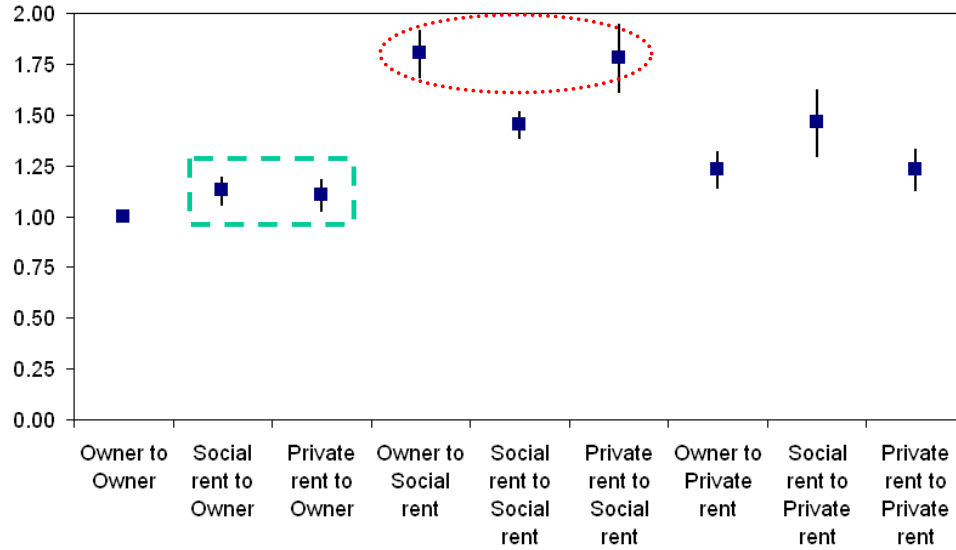 2.00
1.75
1.50
1.25
1.00
0.75
0.50
0.25
0.00
Owner to
Owner
Social
rent to
Owner
Private
rent to
Owner
Owner to
Social
rent
Social
rent to
Social
rent
Private
rent to
Social
rent
Owner to
Private
rent
Social
rent to
Private
rent
Private
rent to
Private
rent